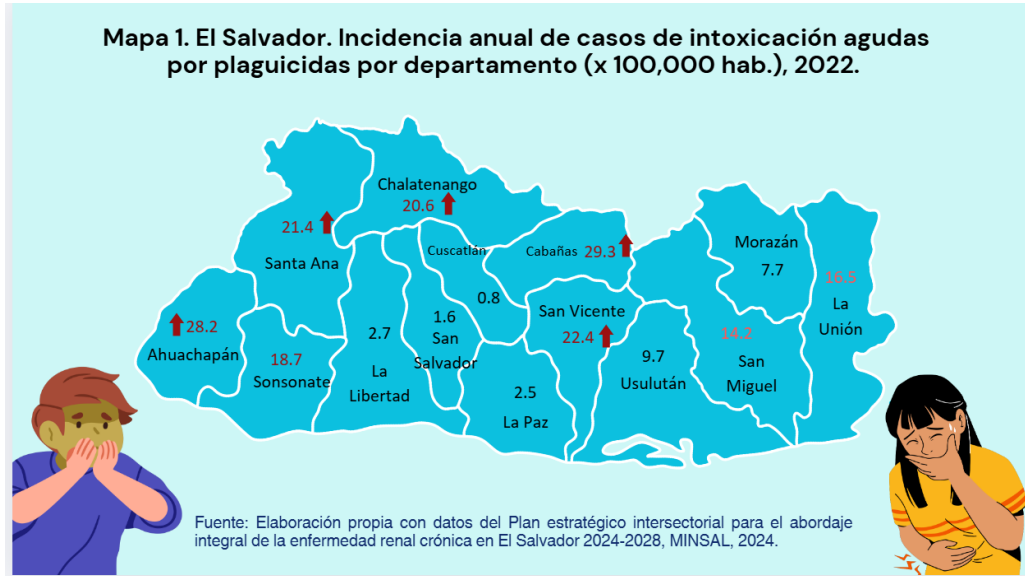 Mapa 1. El Salvador. Incidencia anual de casos de intoxicación agudas
por plaguicidas por departamento (x 100,000 hab.), 2022.
Chalatenango
20.6
21.4
Santa Ana
Cuscatlán
0.8
Cabañas 29.3
Morazán
7.7
16.5
La
Unión
28.2
Ahuachapán
18.7
Sonsonate
2.7
La
Libertad
1.6
San
Salvador
San Vicente
22.4
2.5
La Paz
9.7
Usulután
14.2
San
Miguel
Fuente: Elaboración propia con datos del Plan estratégico intersectorial para el abordaje
integral de la enfermedad renal crónica en El Salvador 2024-2028, MINSAL, 2024.